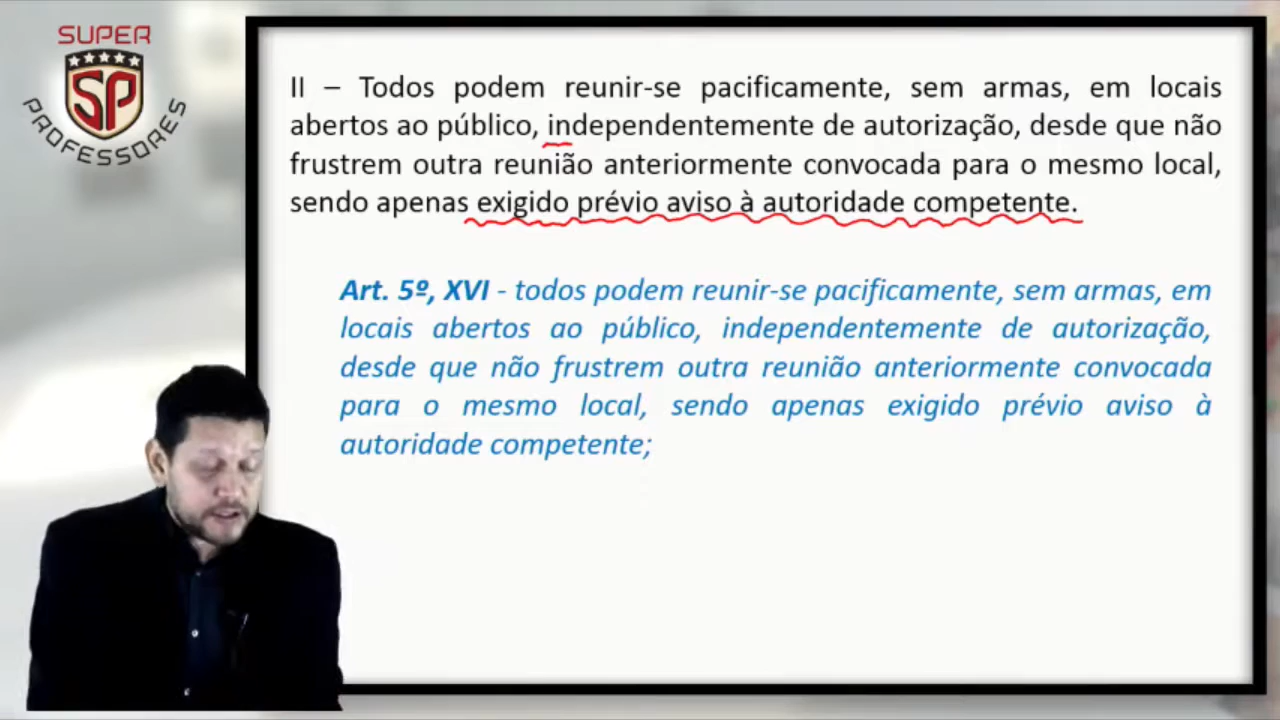 SUPER
SP
PROFESSORES
II – Todos podem reunir-se pacificamente, sem armas, em locais
abertos ao público, independentemente de autorização, desde que não
frustrem outra reunião anteriormente convocada para o mesmo local,
sendo apenas exigido prévio aviso à autoridade competente.
Art. 5º, XVI - todos podem reunir-se pacificamente, sem armas, em
locais abertos ao público, independentemente de autorização,
desde que não frustrem outra reunião anteriormente convocada
para o mesmo local, sendo apenas exigido prévio aviso à
autoridade competente;